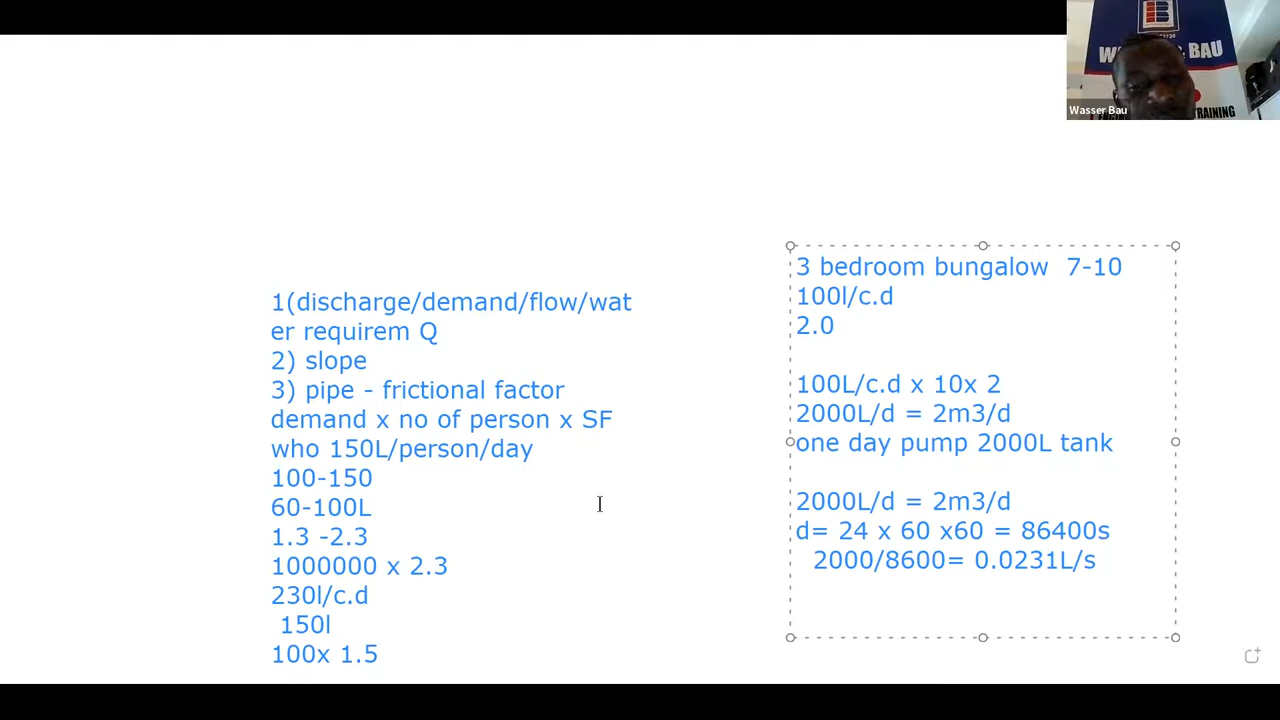 1(discharge/demand/flow/wat
er requirem Q
2) slope
3) pipe - frictional factor
demand x no of person x SF
who 150L/person/day
100-150
60-100L
1.3 -2.3
1000000 x 2.3
230l/c.d
150l
100x 1.5
3 bedroom bungalow 7-10
100l/c.d
2.0
100L/c.d x 10x 2
2000L/d = 2m3/d
one day pump 2000L tank
2000L/d = 2m3/d
d= 24 x 60 x60 = 86400s
2000/8600= 0.0231L/s
BAU
TRAINING
Wasser Bau